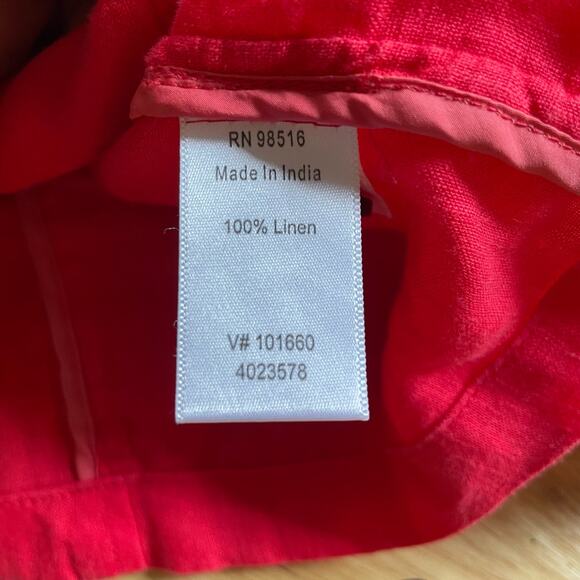 RN 98516
Made In India
100% Linen
V# 101660
4023578